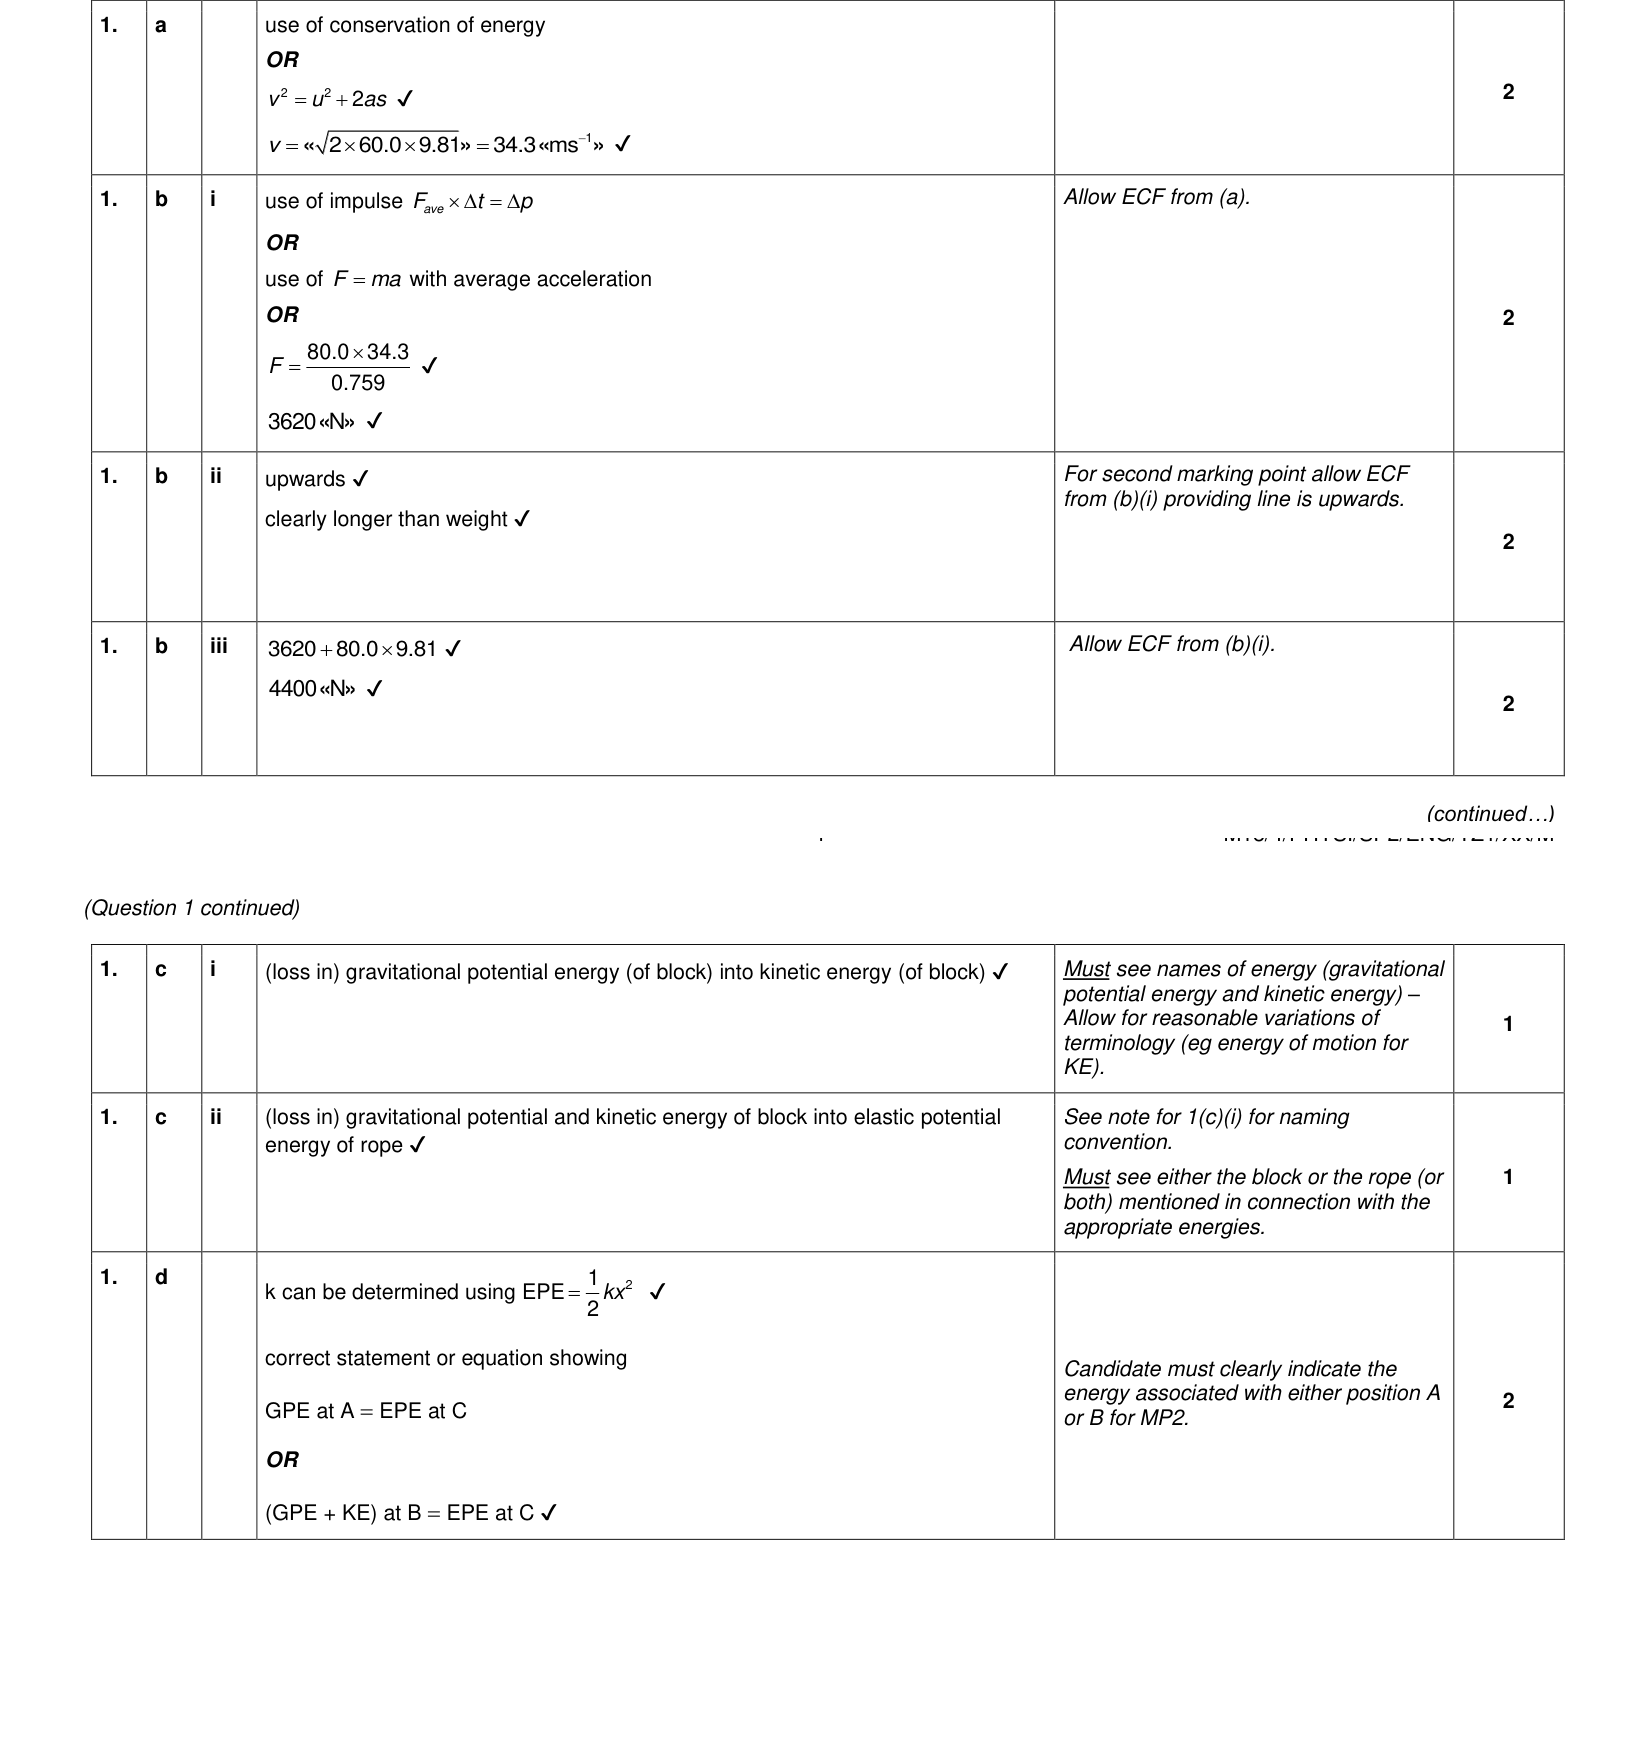 1. a use of conservation of energy
OR
v² = u² + 2as ✓
v = «√2×60.0×9.81» = 34.3 «ms⁻¹» ✓
2
1. b i use of impulse F_ave × Δt = Δp
Allow ECF from (a).
OR
use of F = ma with average acceleration
OR
F = 80.0×34.3 / 0.759 ✓
3620 «N» ✓
2
1. b ii upwards ✓
clearly longer than weight ✓
For second marking point allow ECF
from (b)(i) providing line is upwards.
2
1. b iii 3620 + 80.0×9.81 ✓
4400 «N» ✓
Allow ECF from (b)(i).
2
(continued…)
(Question 1 continued)
1. c i (loss in) gravitational potential energy (of block) into kinetic energy (of block) ✓
Must see names of energy (gravitational
potential energy and kinetic energy) –
Allow for reasonable variations of
terminology (eg energy of motion for
KE).
1
1. c ii (loss in) gravitational potential and kinetic energy of block into elastic potential
energy of rope ✓
See note for 1(c)(i) for naming
convention.
Must see either the block or the rope (or
both) mentioned in connection with the
appropriate energies.
1
1. d k can be determined using EPE = 1/2 kx² ✓
correct statement or equation showing
GPE at A = EPE at C
OR
(GPE + KE) at B = EPE at C ✓
Candidate must clearly indicate the
energy associated with either position A
or B for MP2.
2